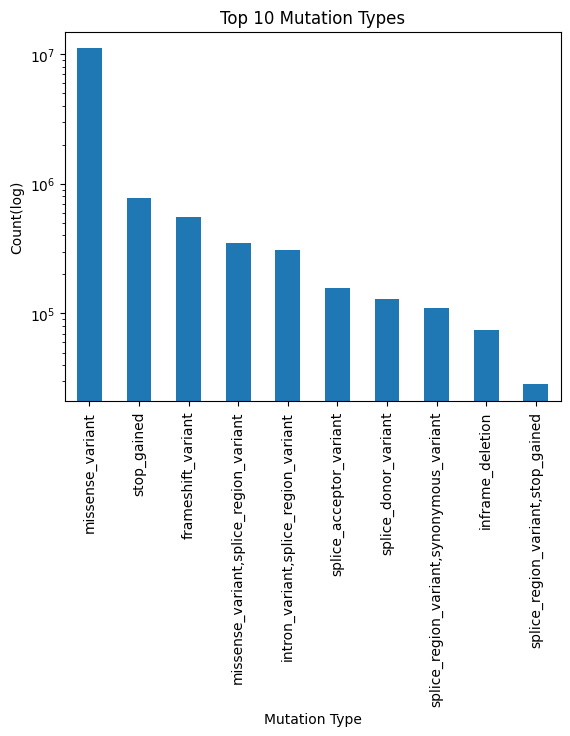 Top 10 Mutation Types
Count(log)
10^7
10^6
10^5
missense_variant
stop_gained
frameshift_variant
missense_variant,splice_region_variant
intron_variant,splice_region_variant
splice_acceptor_variant
splice_donor_variant
splice_region_variant,synonymous_variant
inframe_deletion
splice_region_variant,stop_gained
Mutation Type